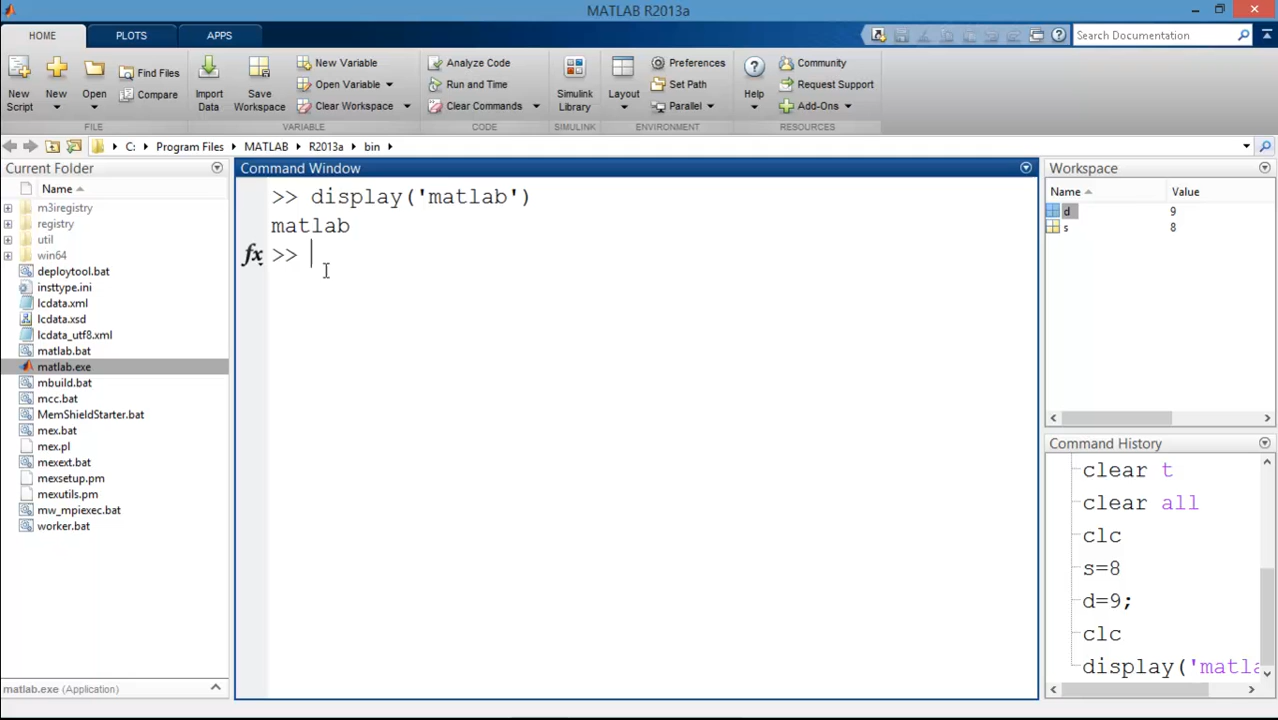 MATLAB R2013a
HOME PLOTS APPS
Search Documentation
New Script
New
Open
Find Files
Compare
FILE
Import Data
Save Workspace
New Variable
Open Variable
Clear Workspace
VARIABLE
Analyze Code
Run and Time
Clear Commands
CODE
Simulink Library
SIMULINK
Layout
Preferences
Set Path
Parallel
ENVIRONMENT
Help
Community
Request Support
Add-Ons
RESOURCES
C: Program Files MATLAB R2013a bin
Current Folder
Name
m3iregistry
registry
util
win64
deploytool.bat
insttype.ini
lcdata.xml
lcdata.xsd
lcdata_utf8.xml
matlab.bat
matlab.exe
mbuild.bat
mcc.bat
MemShieldStarter.bat
mex.bat
mex.pl
mexext.bat
mexsetup.pm
mexutils.pm
mw_mpiexec.bat
worker.bat
matlab.exe (Application)
Command Window
>> display('matlab')
matlab
fx >>
Workspace
Name Value
d 9
s 8
Command History
clear t
clear all
clc
s=8
d=9;
clc
display('matla